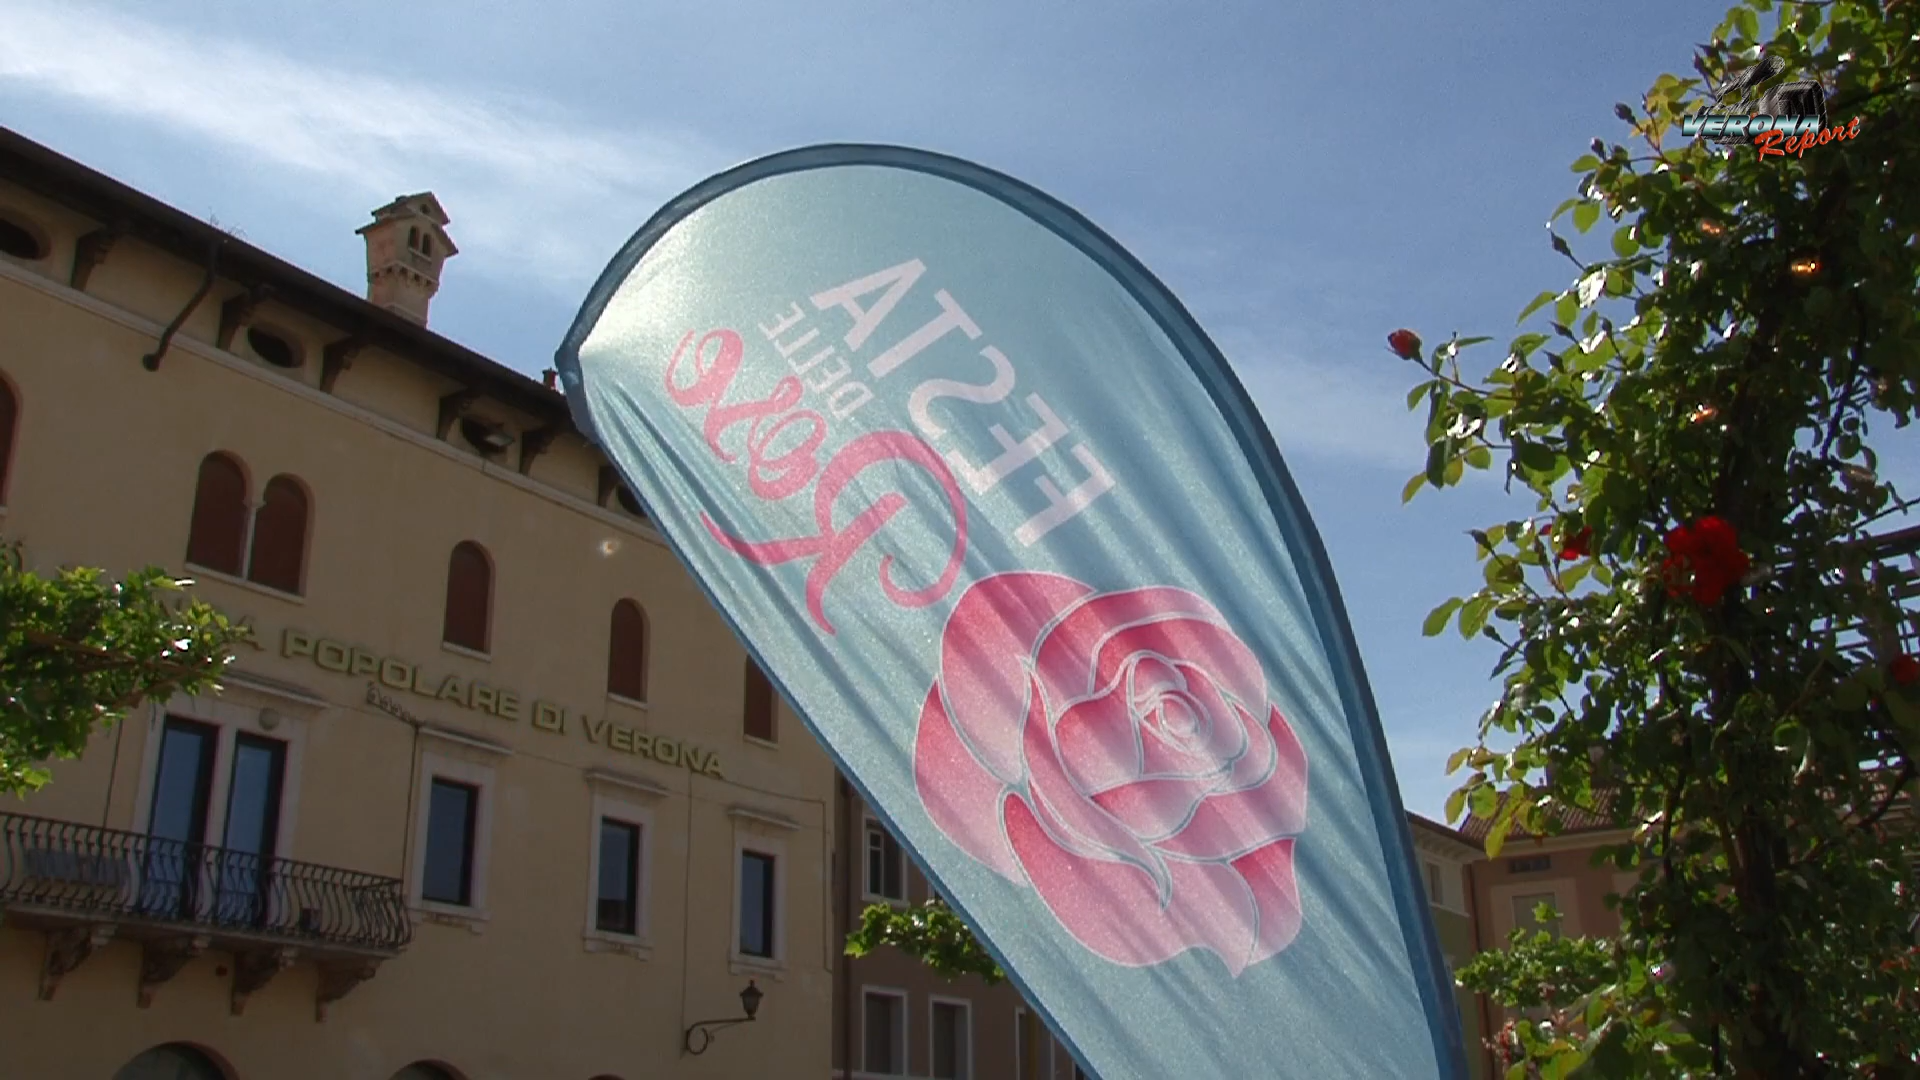 VERONA
Report
FESTA
DELLE
Rose
A POPOLARE DI VERONA